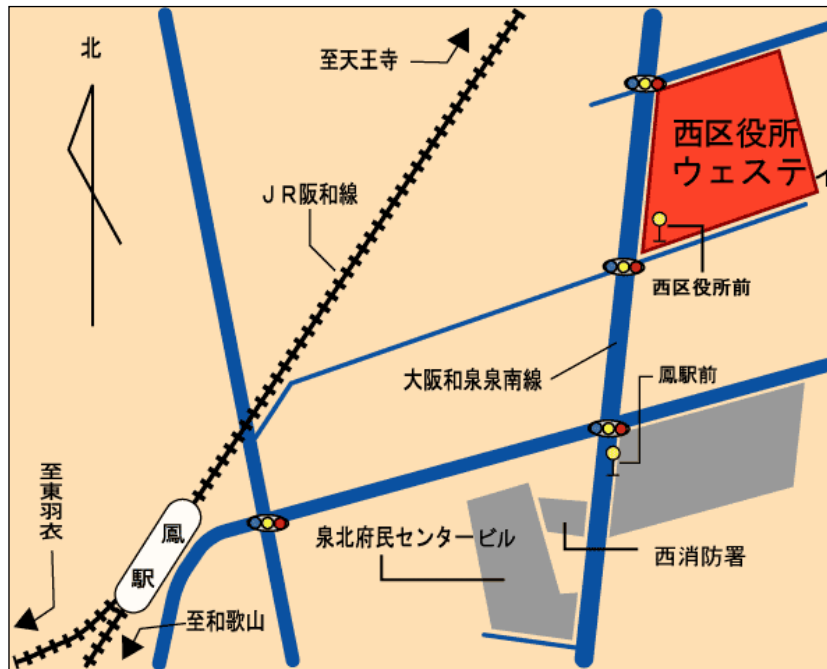 北
至天王寺
西区役所
ウェスティ
JR阪和線
西区役所前
大阪和泉泉南線
鳳駅前
至東羽衣
鳳駅
泉北府民センタービル
西消防署
至和歌山